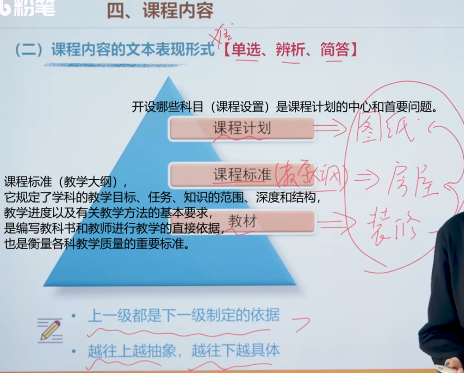 粉笔
四、课程内容
难
（二）课程内容的文本表现形式【单选、辨析、简答】
开设哪些科目（课程设置）是课程计划的中心和首要问题。
课程计划 图纸
课程标准 (教学大纲) 房屋
课程标准（教学大纲），
它规定了学科的教学目标、任务、知识的范围、深度和结构，
教学进度以及有关教学方法的基本要求，
教材 装修
是编写教科书和教师进行教学的直接依据，
也是衡量各科教学质量的重要标准。
• 上一级都是下一级制定的依据
• 越往上越抽象，越往下越具体